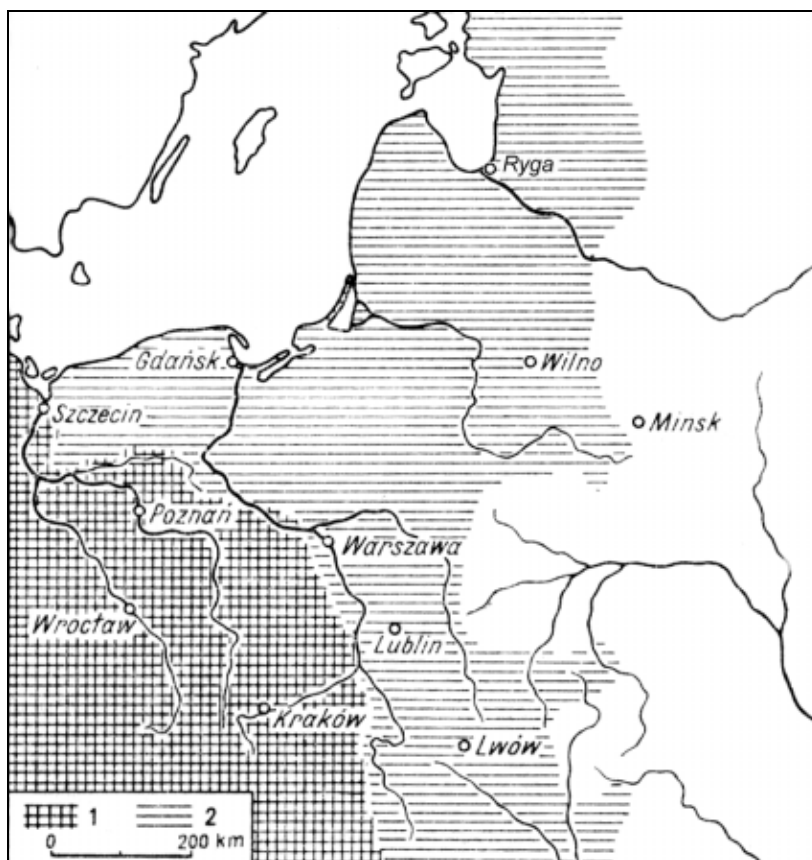 Ryga
Gdańsk
Wilno
Szczecin
Minsk
Poznań
Warszawa
Wrocław
Lublin
Kraków
Lwów
1 2
0 200 km